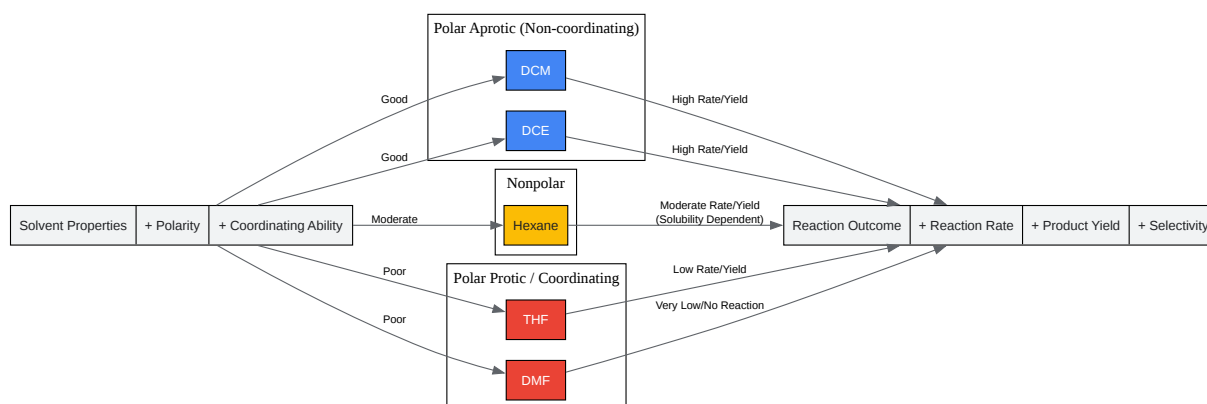 Polar Aprotic (Non-coordinating)
DCM
Good
High Rate/Yield
DCE
Good
High Rate/Yield
Nonpolar
Solvent Properties
+ Polarity
+ Coordinating Ability
Moderate
Hexane
Moderate Rate/Yield
(Solubility Dependent)
Reaction Outcome
+ Reaction Rate
+ Product Yield
+ Selectivity
Polar Protic / Coordinating
Poor
Low Rate/Yield
THF
Very Low/No Reaction
Poor
DMF